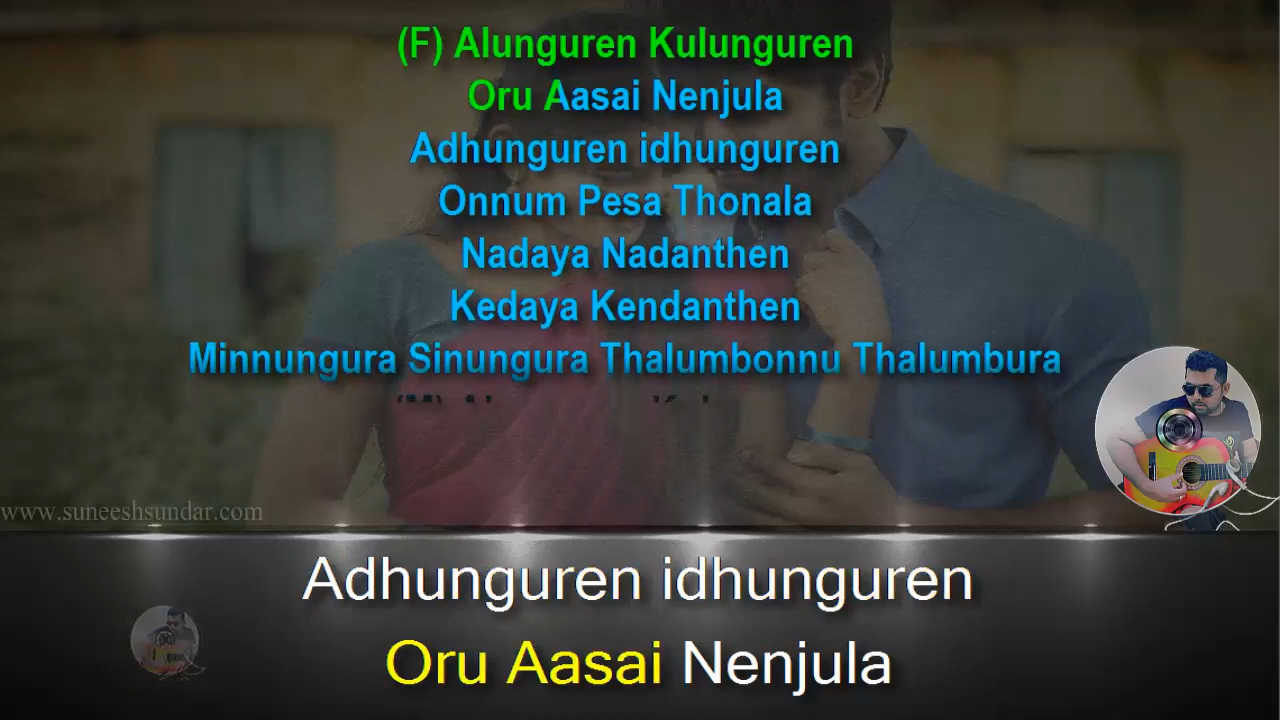 (F) Alunguren Kulunguren
Oru Aasai Nenjula
Adhunguren idhunguren
Onnum Pesa Thonala
Nadaya Nadanthen
Kedaya Kendanthen
Minnungura Sinungura Thalumbonnu Thalumbura
www.suneeshsundar.com
Adhunguren idhunguren
Oru Aasai Nenjula